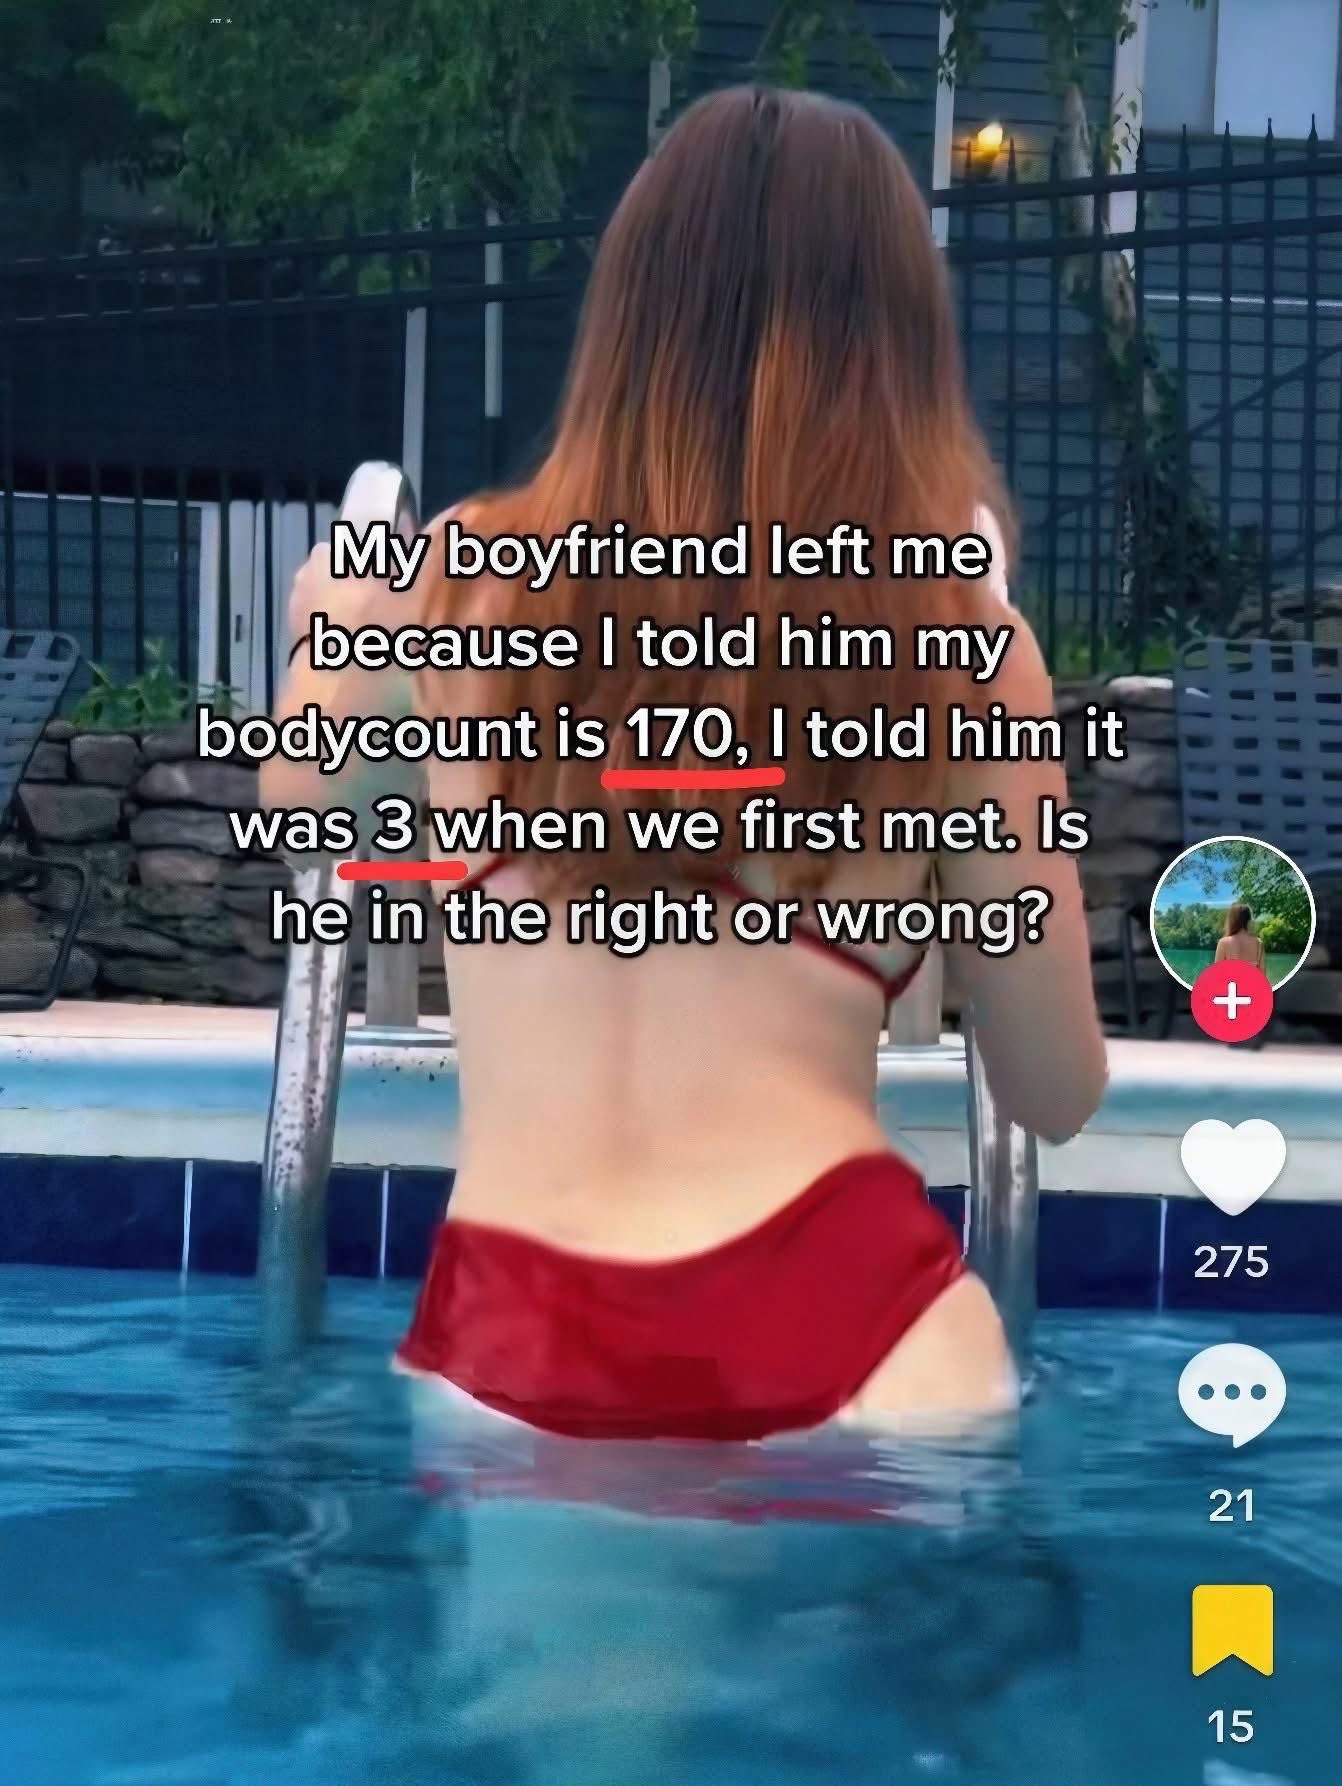 My boyfriend left me
because I told him my
bodycount is 170, I told him it
was 3 when we first met. Is
he in the right or wrong?
275
21
15